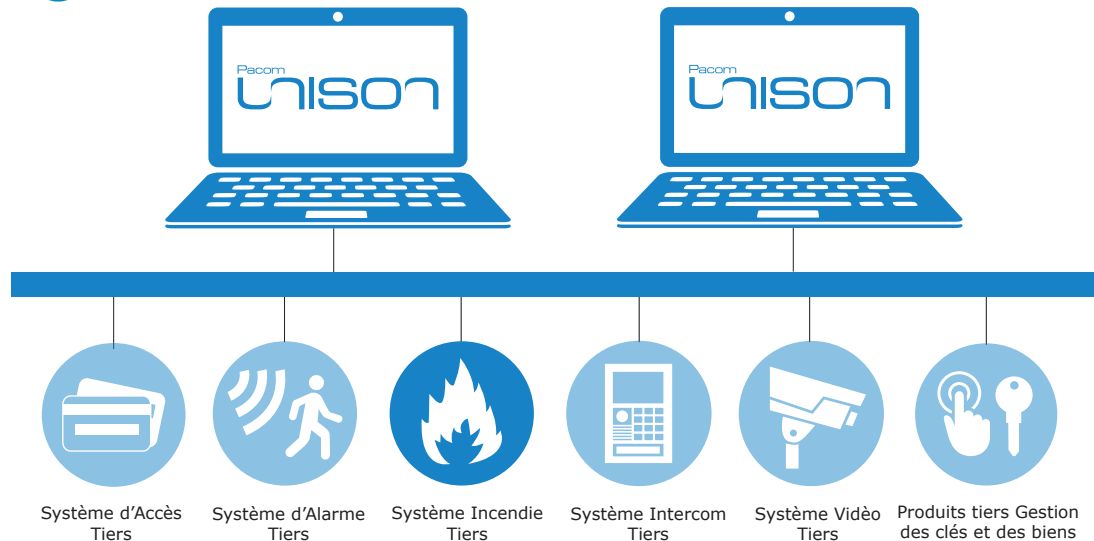 Pacom
UNISON
Pacom
UNISON
Système d'Accès
Tiers
Système d'Alarme
Tiers
Système Incendie
Tiers
Système Intercom
Tiers
Système Vidèo
Tiers
Produits tiers Gestion
des clés et des biens